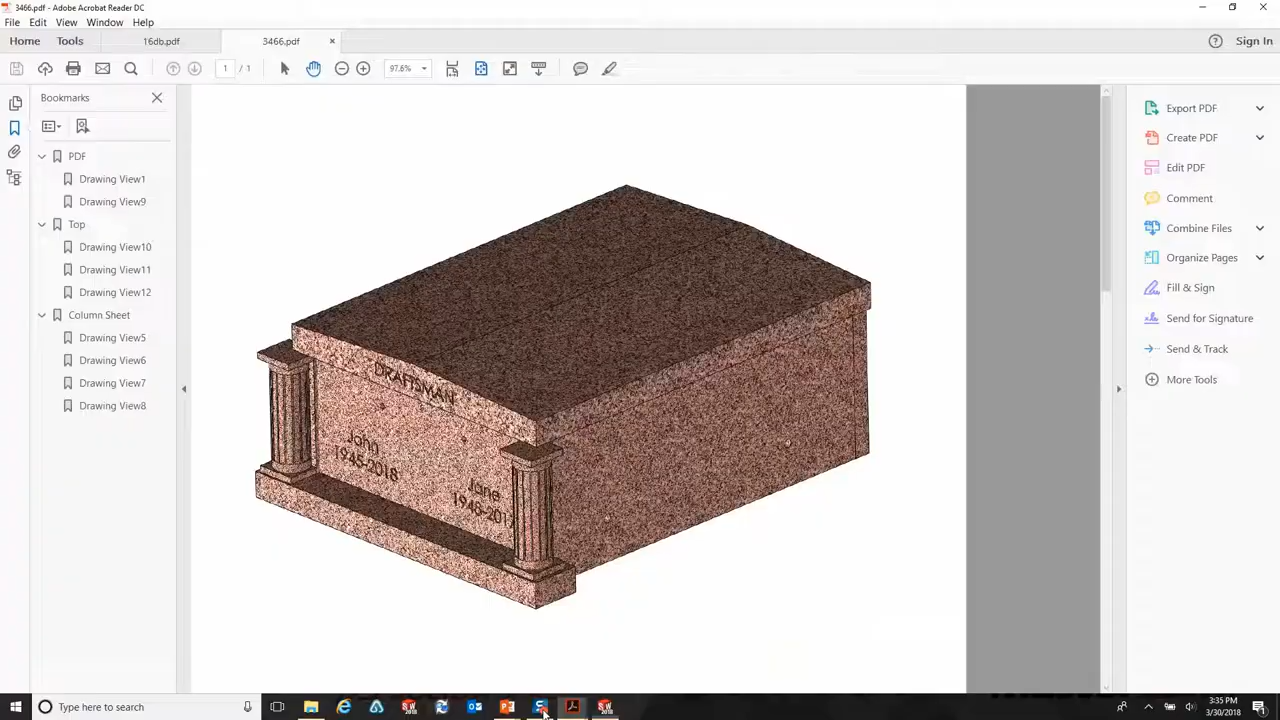 3466.pdf - Adobe Acrobat Reader DC
File Edit View Window Help
Home Tools 16db.pdf 3466.pdf × Sign In
1 / 1 97.6%
Bookmarks
PDF
Drawing View1
Drawing View9
Top
Drawing View10
Drawing View11
Drawing View12
Column Sheet
Drawing View5
Drawing View6
Drawing View7
Drawing View8
Export PDF
Create PDF
Edit PDF
Comment
Combine Files
Organize Pages
Fill & Sign
Send for Signature
Send & Track
More Tools
DRAFTSMAN
John
1945-2018
Jane
Type here to search
3:35 PM
3/30/2018